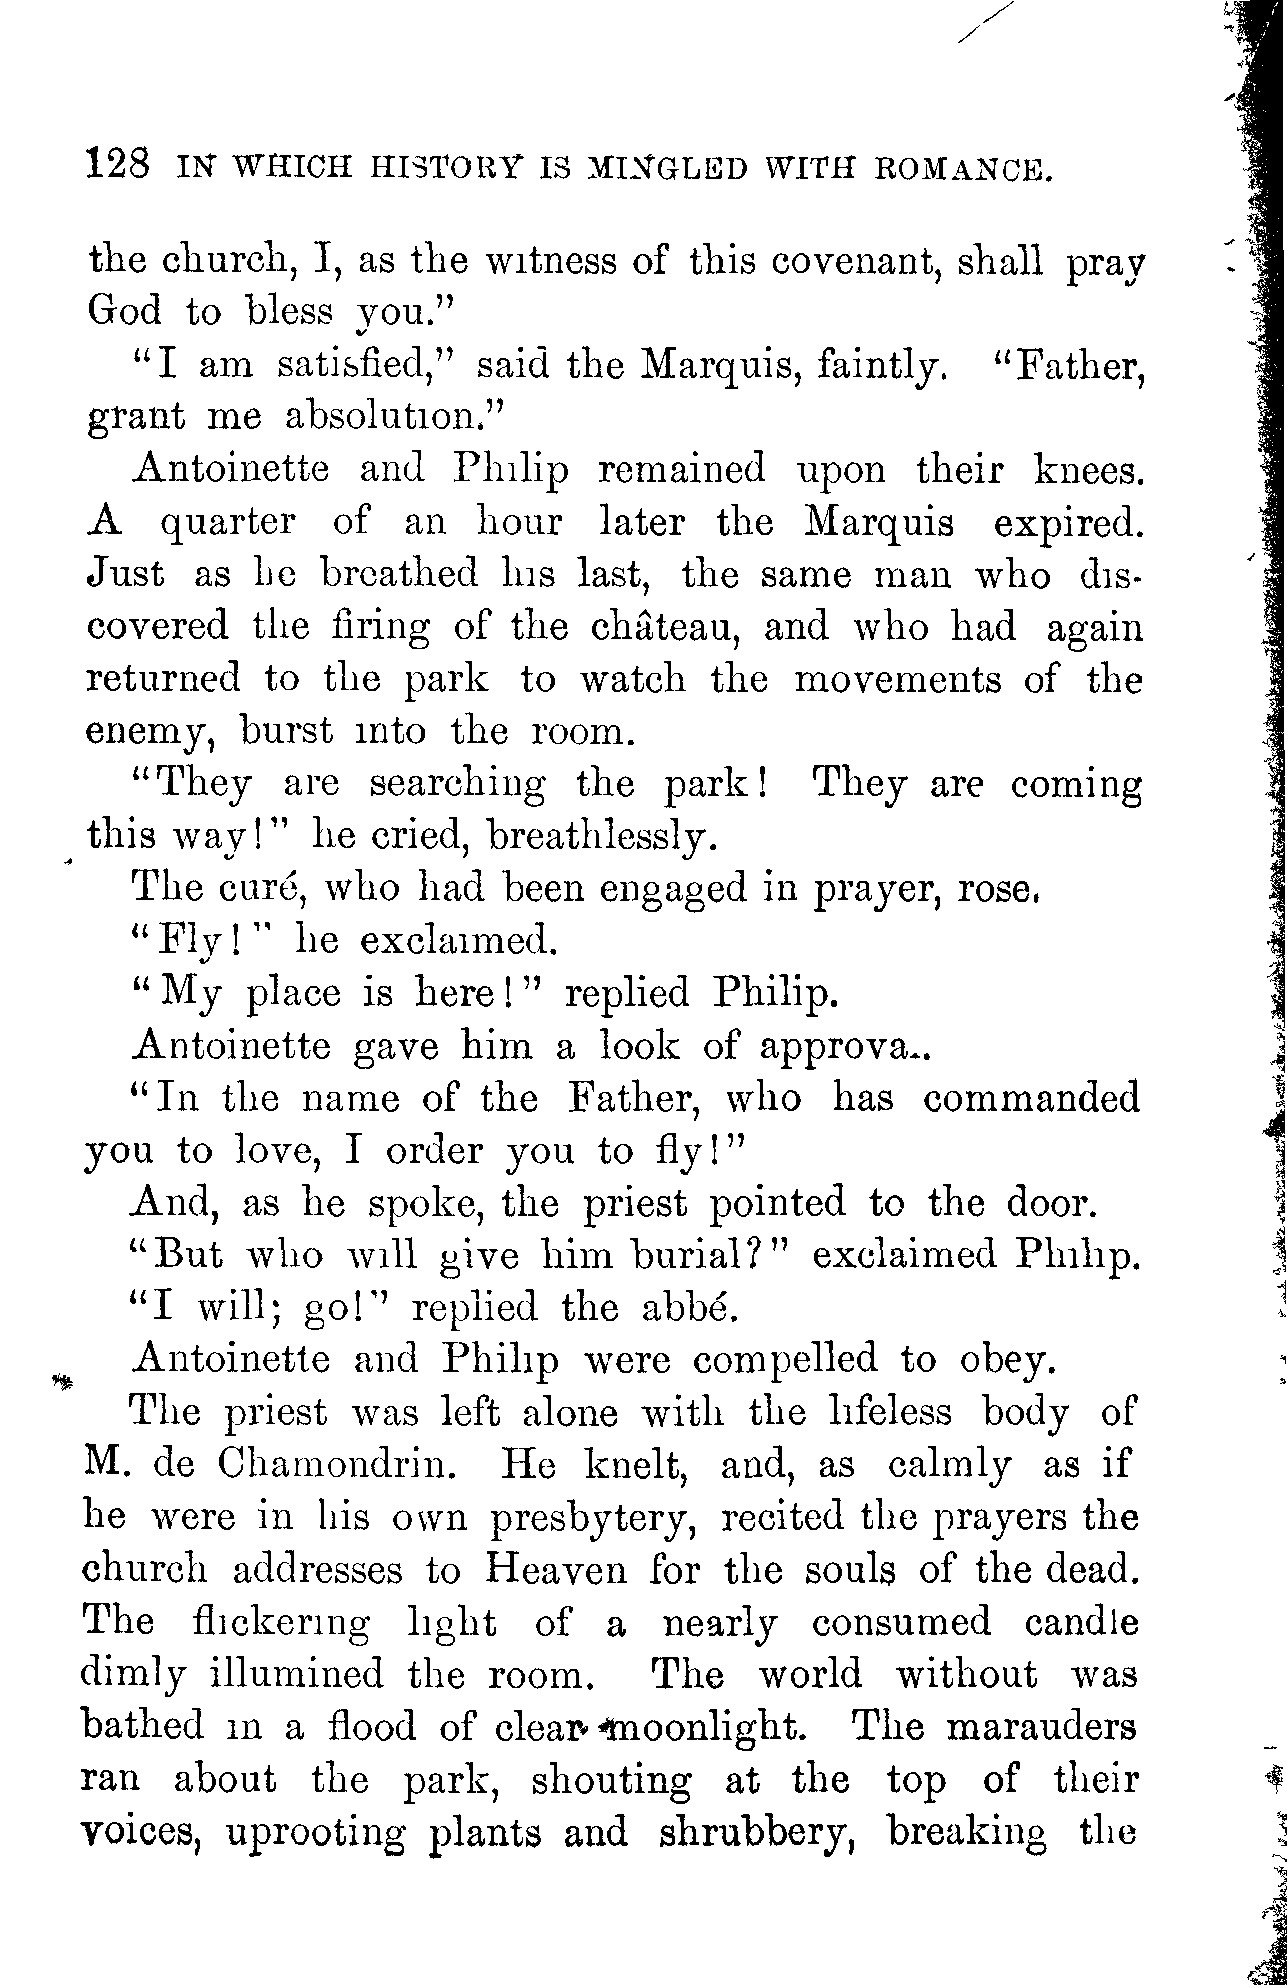 128 IN WHICH HISTORY IS MINGLED WITH ROMANCE.
the church, I, as the witness of this covenant, shall pray
God to bless you."
"I am satisfied," said the Marquis, faintly. "Father,
grant me absolution."
Antoinette and Philip remained upon their knees.
A quarter of an hour later the Marquis expired.
Just as he breathed his last, the same man who dis-
covered the firing of the château, and who had again
returned to the park to watch the movements of the
enemy, burst into the room.
"They are searching the park! They are coming
this way!" he cried, breathlessly.
The curé, who had been engaged in prayer, rose.
"Fly!" he exclaimed.
"My place is here!" replied Philip.
Antoinette gave him a look of approval.
"In the name of the Father, who has commanded
you to love, I order you to fly!"
And, as he spoke, the priest pointed to the door.
"But who will give him burial?" exclaimed Philip.
"I will; go!" replied the abbé.
Antoinette and Philip were compelled to obey.
The priest was left alone with the lifeless body of
M. de Chamondrin. He knelt, and, as calmly as if
he were in his own presbytery, recited the prayers the
church addresses to Heaven for the souls of the dead.
The flickering light of a nearly consumed candle
dimly illumined the room. The world without was
bathed in a flood of clear moonlight. The marauders
ran about the park, shouting at the top of their
voices, uprooting plants and shrubbery, breaking the